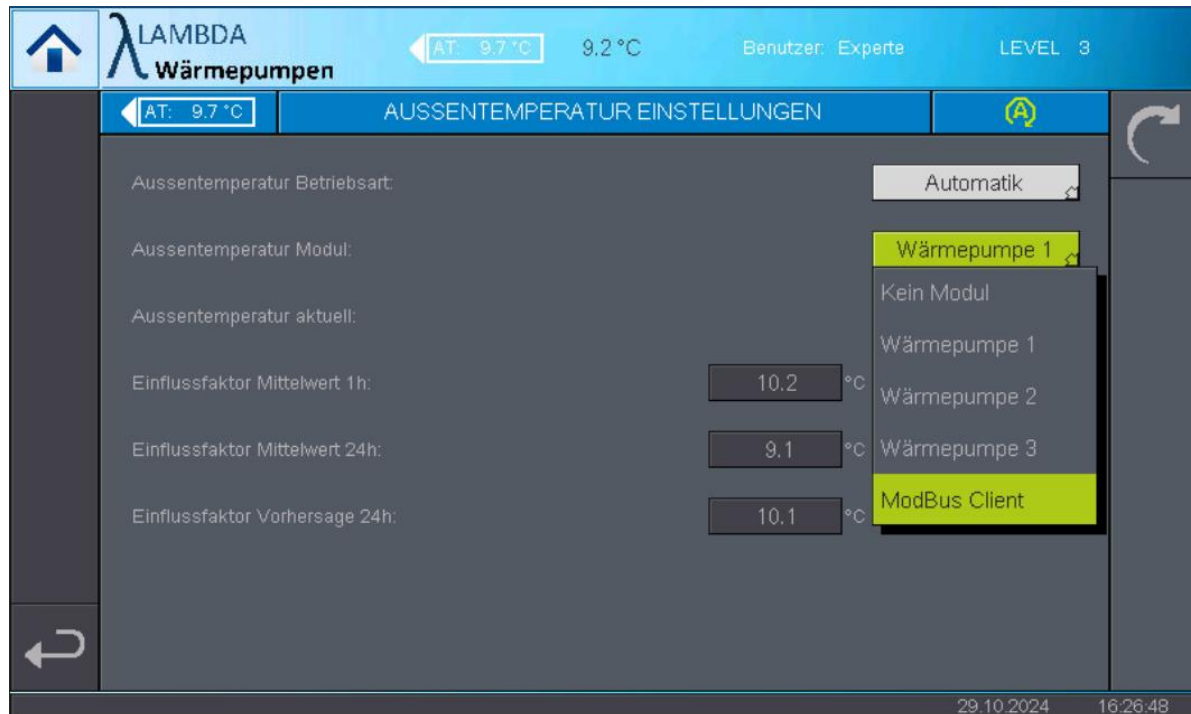 LAMBDA
Wärmepumpen
AT: 9.7 °C
9.2 °C
Benutzer: Experte
LEVEL 3
AT: 9.7 °C
AUSSENTEMPERATUR EINSTELLUNGEN
A
Aussentemperatur Betriebsart:
Automatik
Aussentemperatur Modul:
Wärmepumpe 1
Kein Modul
Wärmepumpe 1
Wärmepumpe 2
Wärmepumpe 3
ModBus Client
Aussentemperatur aktuell:
Einflussfaktor Mittelwert 1h:
10.2 °C
Einflussfaktor Mittelwert 24h:
9.1 °C
Einflussfaktor Vorhersage 24h:
10.1 °C
29.10.2024 16:26:48